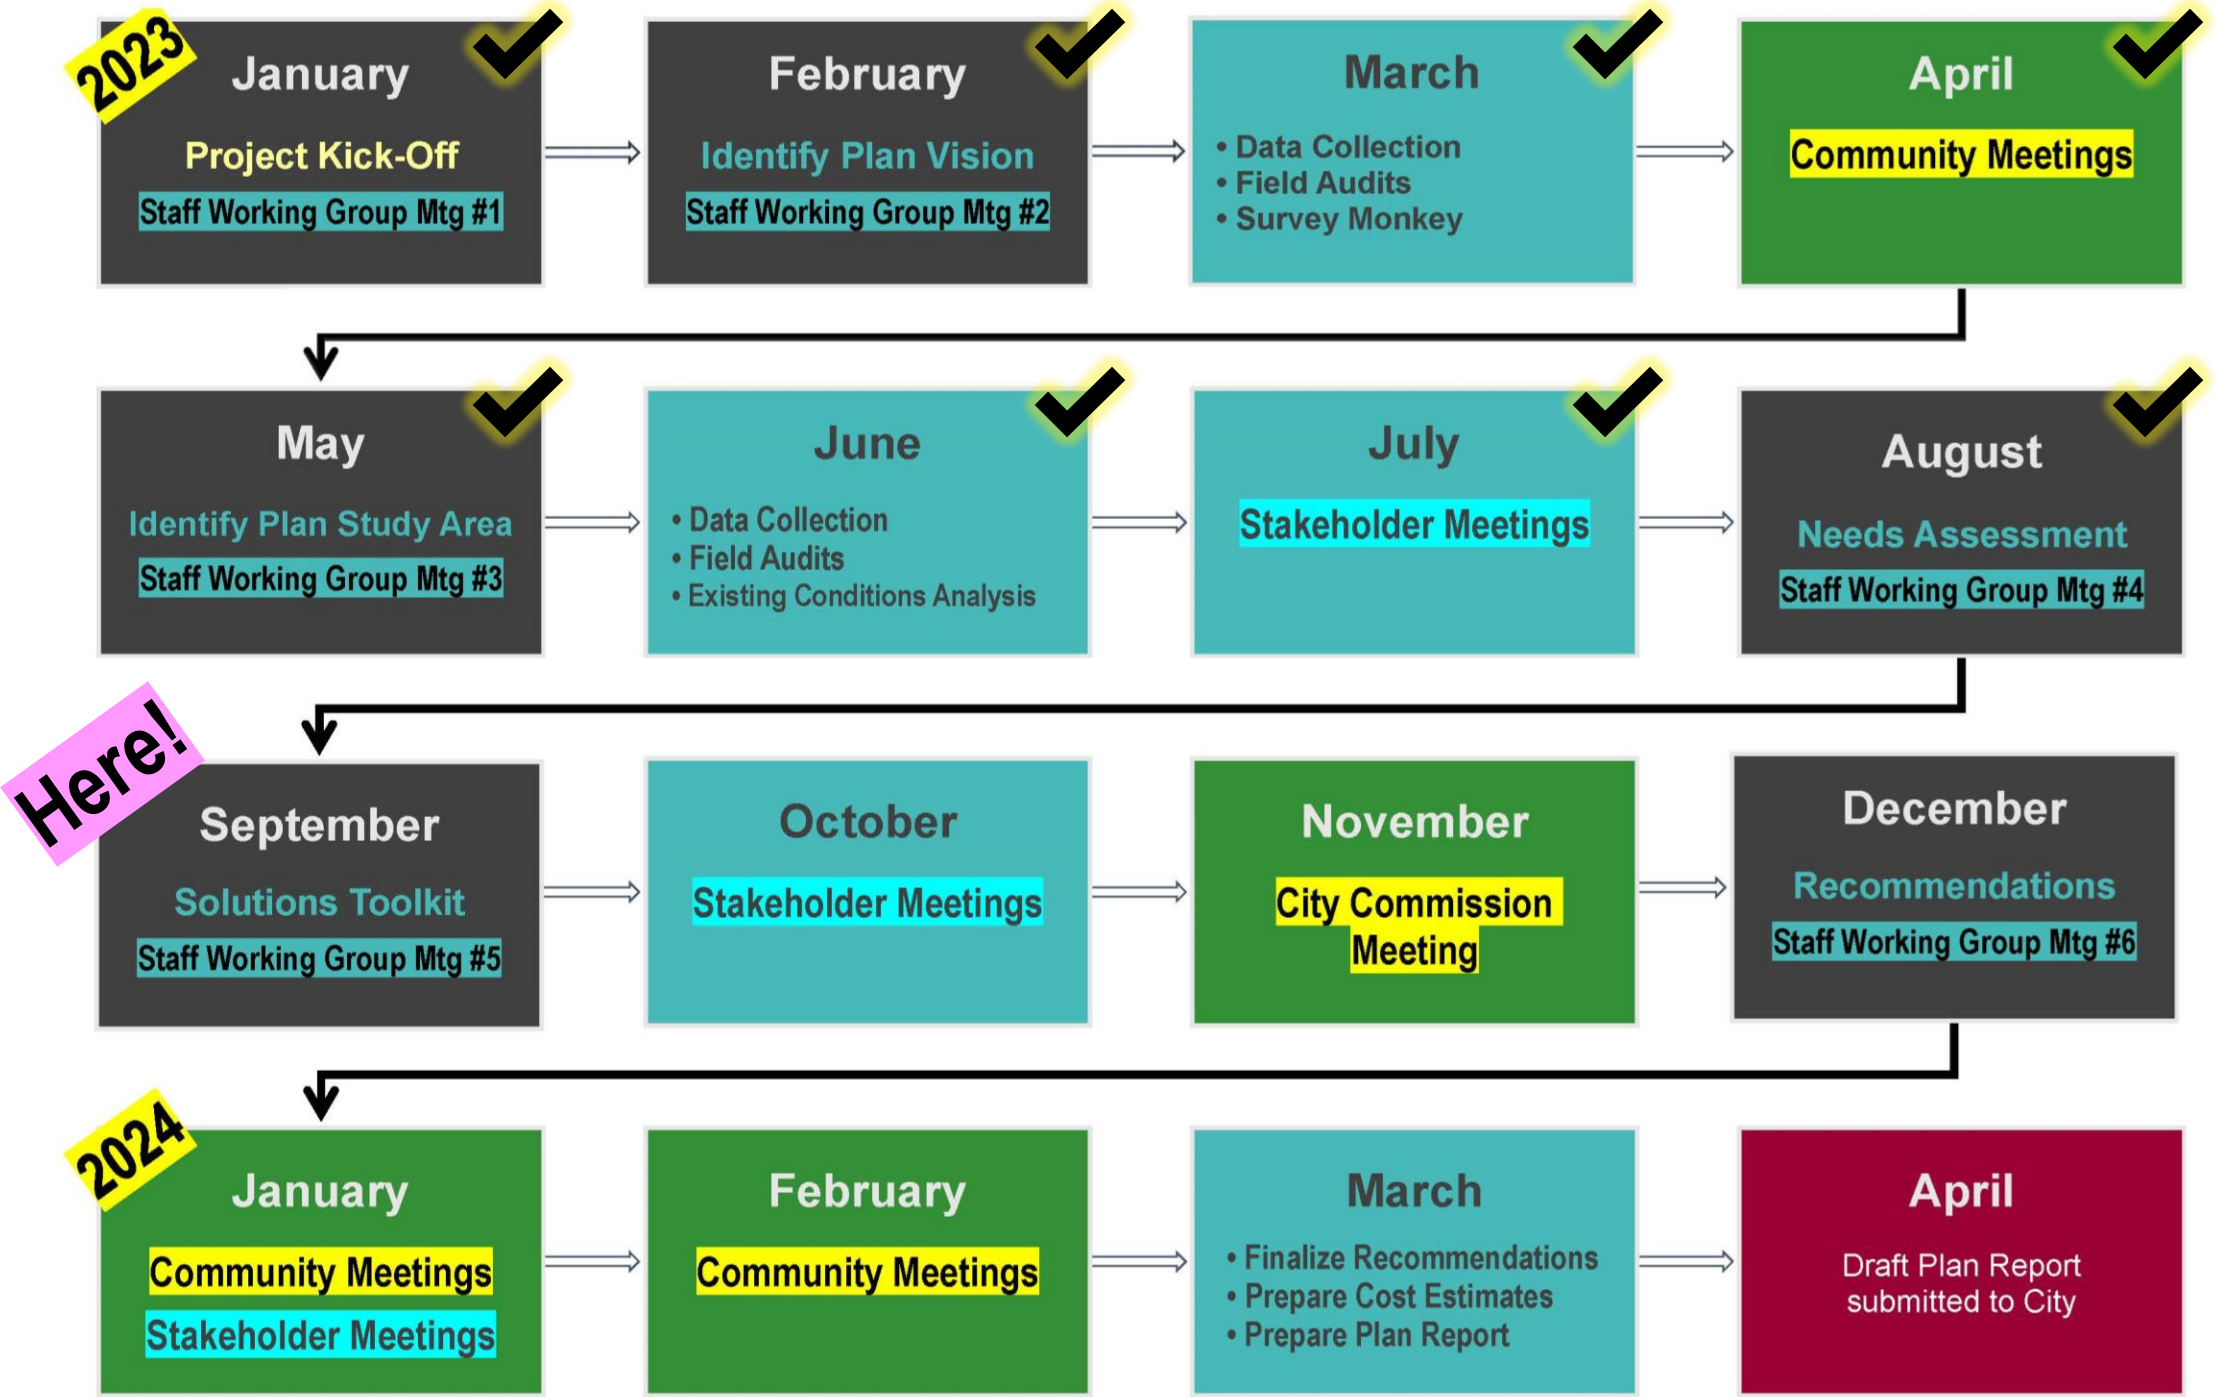 2023
January
Project Kick-Off
Staff Working Group Mtg #1
February
Identify Plan Vision
Staff Working Group Mtg #2
March
• Data Collection
• Field Audits
• Survey Monkey
April
Community Meetings
May
Identify Plan Study Area
Staff Working Group Mtg #3
June
• Data Collection
• Field Audits
• Existing Conditions Analysis
July
Stakeholder Meetings
August
Needs Assessment
Staff Working Group Mtg #4
Here!
September
Solutions Toolkit
Staff Working Group Mtg #5
October
Stakeholder Meetings
November
City Commission
Meeting
December
Recommendations
Staff Working Group Mtg #6
2024
January
Community Meetings
Stakeholder Meetings
February
Community Meetings
March
• Finalize Recommendations
• Prepare Cost Estimates
• Prepare Plan Report
April
Draft Plan Report
submitted to City